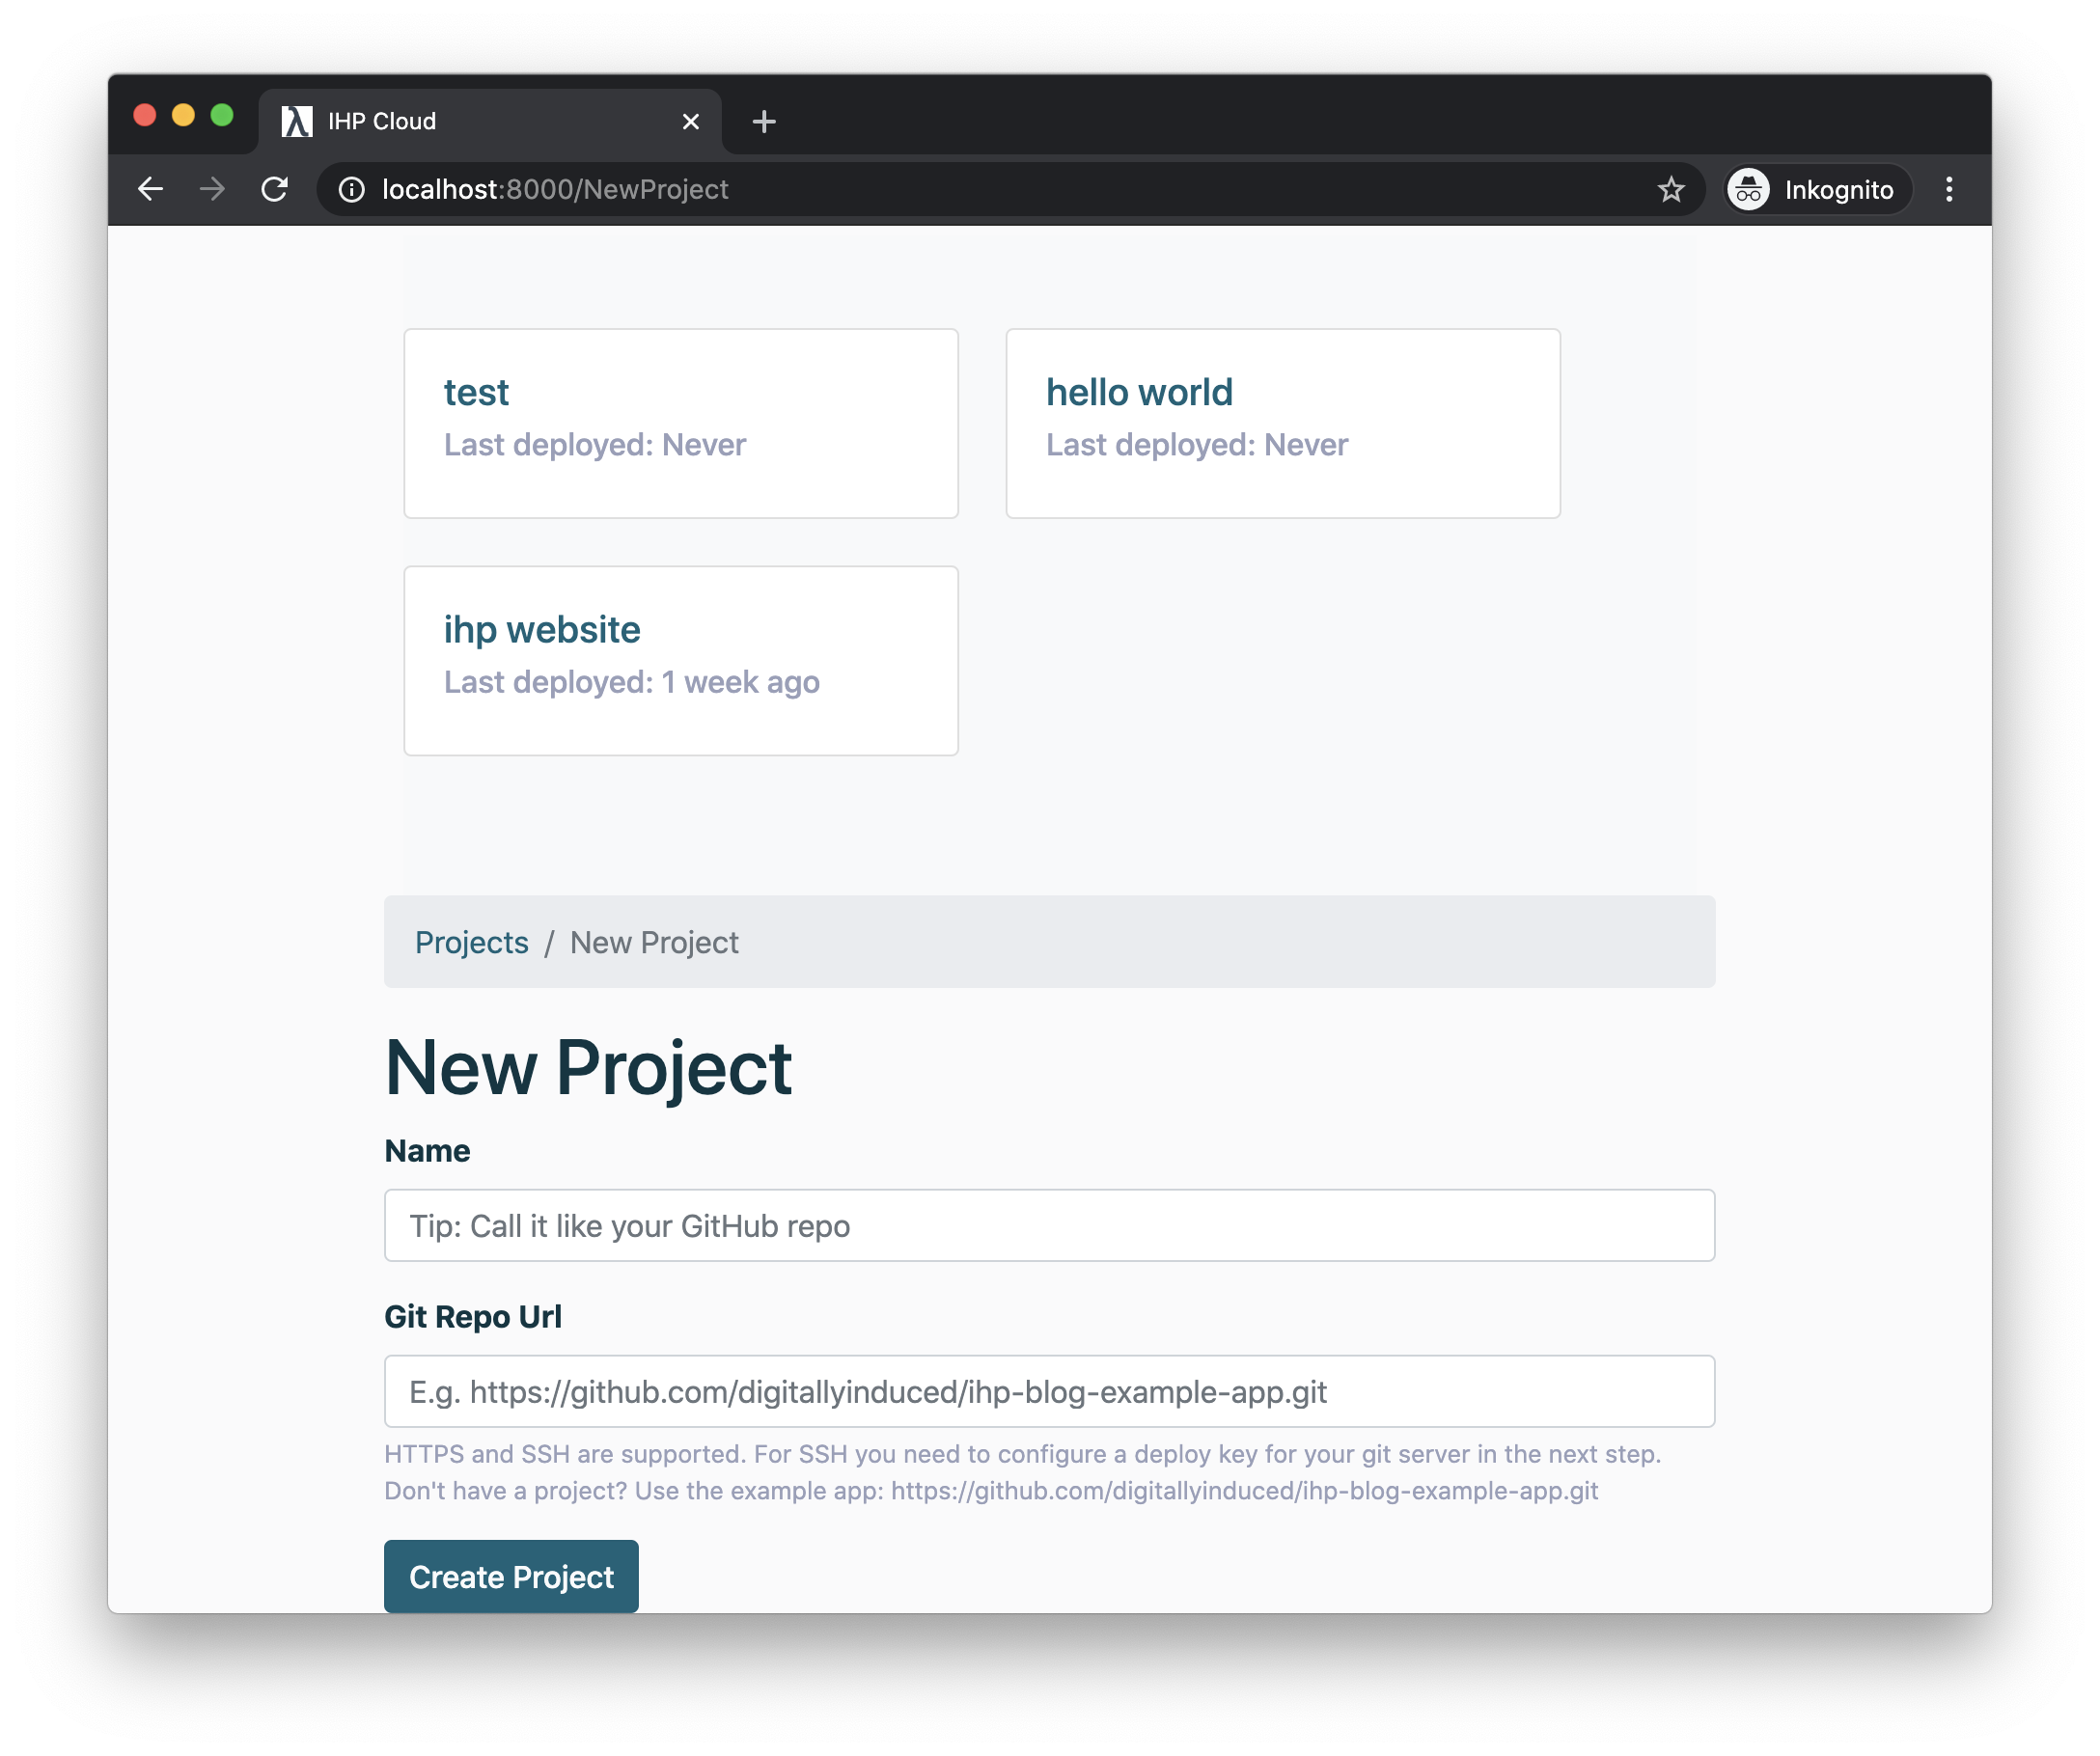 IHP Cloud
localhost:8000/NewProject
Inkognito
test
Last deployed: Never
hello world
Last deployed: Never
ihp website
Last deployed: 1 week ago
Projects / New Project
New Project
Name
Tip: Call it like your GitHub repo
Git Repo Url
E.g. https://github.com/digitallyinduced/ihp-blog-example-app.git
HTTPS and SSH are supported. For SSH you need to configure a deploy key for your git server in the next step.
Don't have a project? Use the example app: https://github.com/digitallyinduced/ihp-blog-example-app.git
Create Project